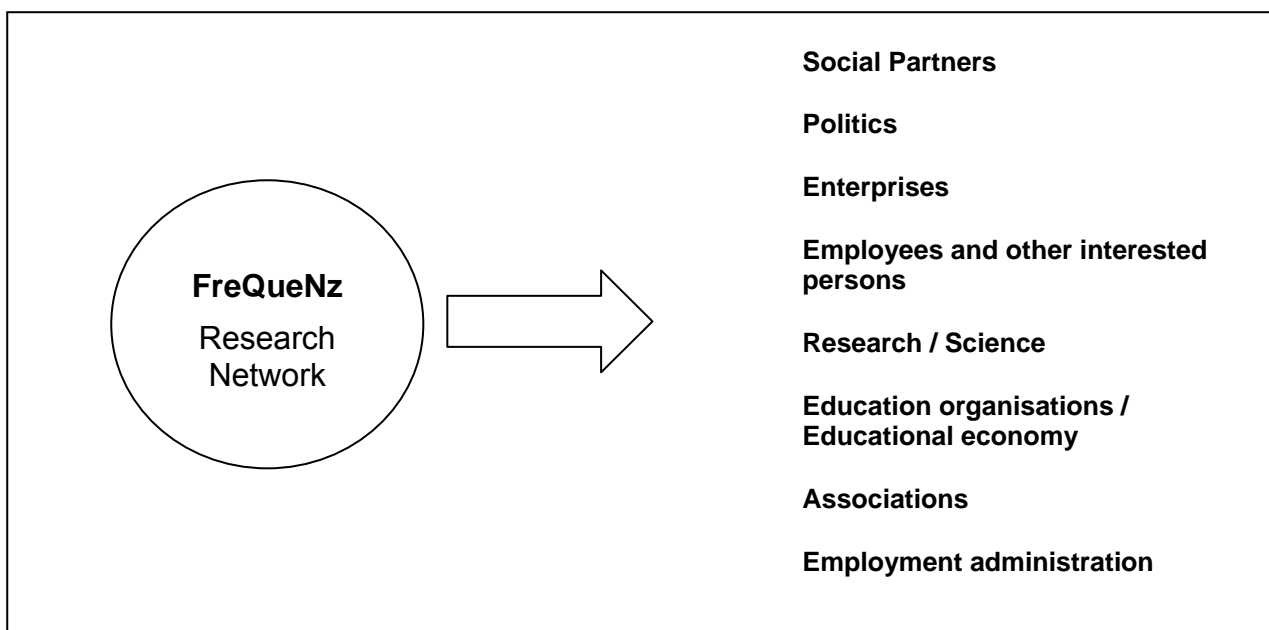 FreQueNz
Research
Network
Social Partners
Politics
Enterprises
Employees and other interested
persons
Research / Science
Education organisations /
Educational economy
Associations
Employment administration